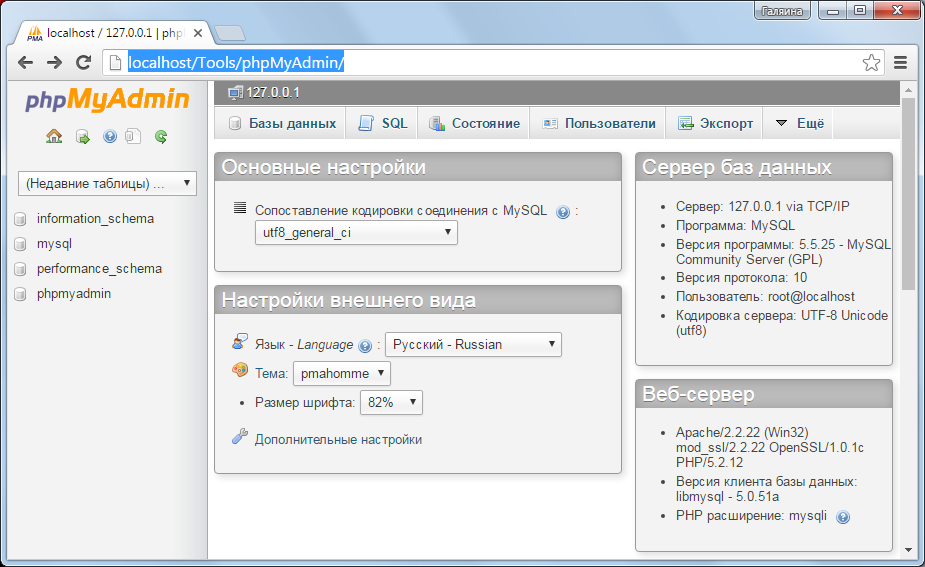 Галяина
localhost / 127.0.0.1 | php
localhost/Tools/phpMyAdmin/
phpMyAdmin
(Недавние таблицы) ...
information_schema
mysql
performance_schema
phpmyadmin
127.0.0.1
Базы данных
SQL
Состояние
Пользователи
Экспорт
Ещё
Основные настройки
Сопоставление кодировки соединения с MySQL :
utf8_general_ci
Настройки внешнего вида
Язык - Language : Русский - Russian
Тема: pmahomme
• Размер шрифта: 82%
Дополнительные настройки
Сервер баз данных
• Сервер: 127.0.0.1 via TCP/IP
• Программа: MySQL
• Версия программы: 5.5.25 - MySQL
Community Server (GPL)
• Версия протокола: 10
• Пользователь: root@localhost
• Кодировка сервера: UTF-8 Unicode
(utf8)
Веб-сервер
• Apache/2.2.22 (Win32)
mod_ssl/2.2.22 OpenSSL/1.0.1c
PHP/5.2.12
• Версия клиента базы данных:
libmysql - 5.0.51a
• PHP расширение: mysqli